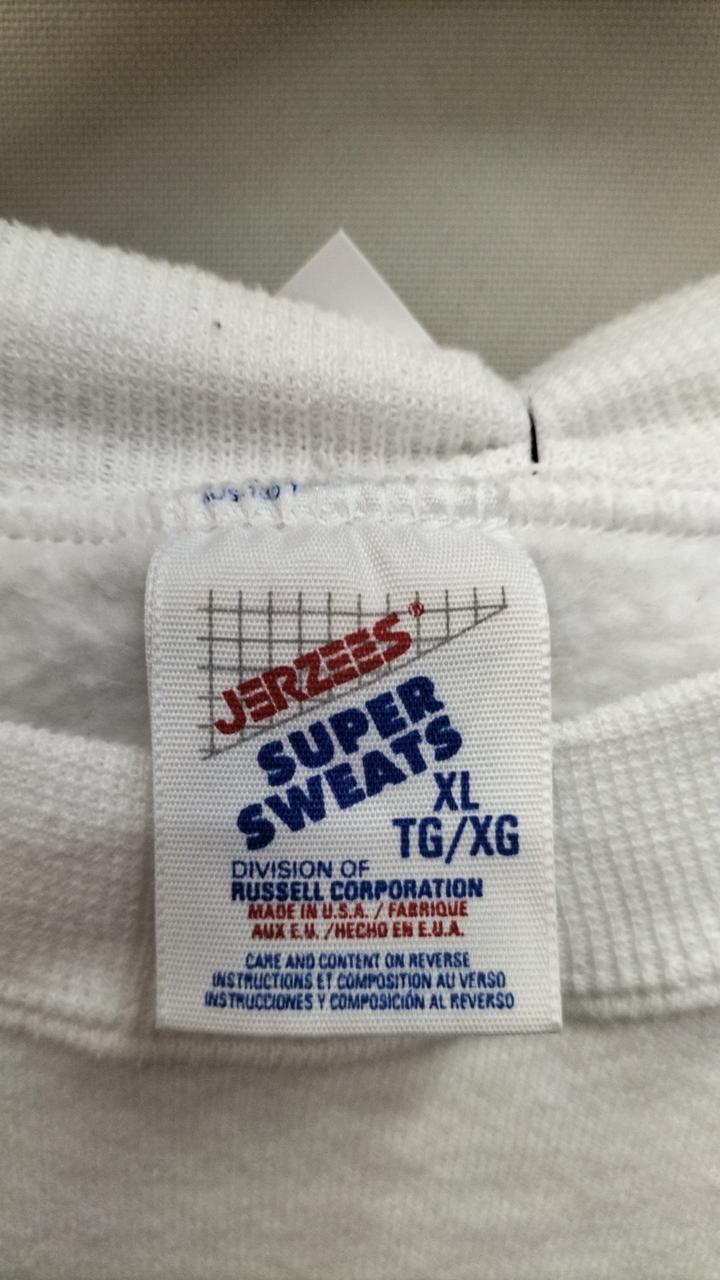 JERZEES®
SUPER
SWEATS
XL
TG/XG
DIVISION OF
RUSSELL CORPORATION
MADE IN U.S.A. / FABRIQUE
AUX E.U. /HECHO EN E.U.A.
CARE AND CONTENT ON REVERSE
INSTRUCTIONS ET COMPOSITION AU VERSO
INSTRUCCIONES Y COMPOSICIÓN AL REVERSO